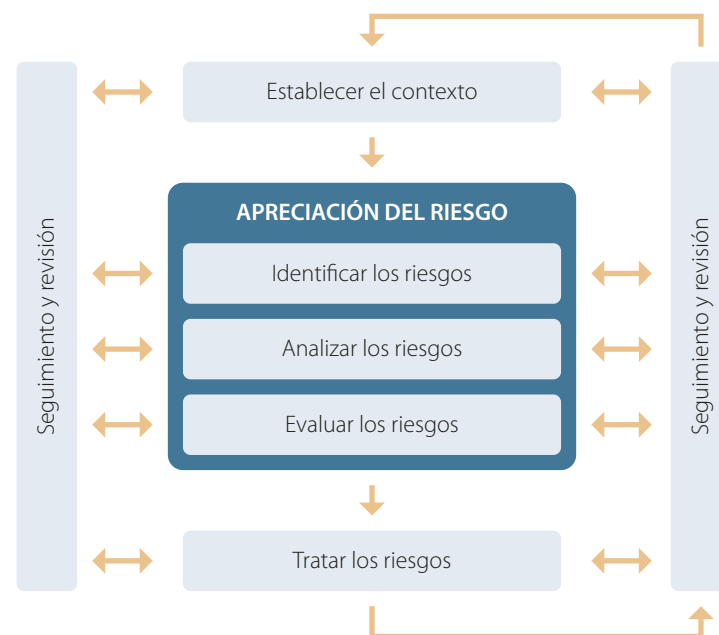 Establecer el contexto
Seguimiento y revisión
APRECIACIÓN DEL RIESGO
Identificar los riesgos
Analizar los riesgos
Evaluar los riesgos
Seguimiento y revisión
Tratar los riesgos